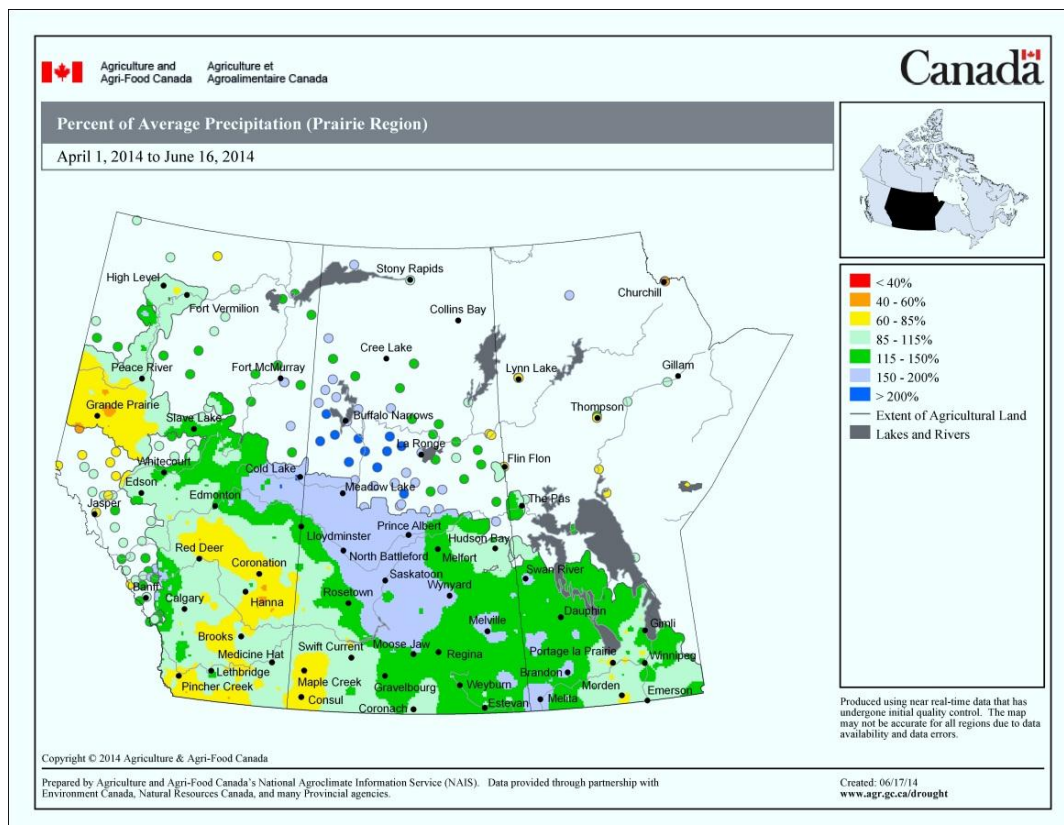 Agriculture and
Agri-Food Canada
Agriculture et
Agroalimentaire Canada
Canada
Percent of Average Precipitation (Prairie Region)
April 1, 2014 to June 16, 2014
High Level
Fort Vermilion
Stony Rapids
Churchill
Collins Bay
Cree Lake
Peace River
Fort McMurray
Lynn Lake
Gillam
Grande Prairie
Slave Lake
Buffalo Narrows
Thompson
La Ronge
Whitecourt
Cold Lake
Flin Flon
Edson
Edmonton
Meadow Lake
The Pas
Jasper
Lloydminster
Prince Albert
Hudson Bay
Red Deer
North Battleford
Melfort
Coronation
Saskatoon
Swan River
Banff
Hanna
Rosetown
Wynyard
Calgary
Dauphin
Melville
Gimli
Brooks
Swift Current
Moose Jaw
Regina
Portage la Prairie
Winnipeg
Medicine Hat
Lethbridge
Maple Creek
Brandon
Pincher Creek
Gravelbourg
Weyburn
Morden
Emerson
Consul
Coronach
Estevan
Melita
< 40%
40 - 60%
60 - 85%
85 - 115%
115 - 150%
150 - 200%
> 200%
Extent of Agricultural Land
Lakes and Rivers
Produced using near real-time data that has
undergone initial quality control. The map
may not be accurate for all regions due to data
availability and data errors.
Copyright © 2014 Agriculture & Agri-Food Canada
Prepared by Agriculture and Agri-Food Canada's National Agroclimate Information Service (NAIS). Data provided through partnership with
Environment Canada, Natural Resources Canada, and many Provincial agencies.
Created: 06/17/14
www.agr.gc.ca/drought